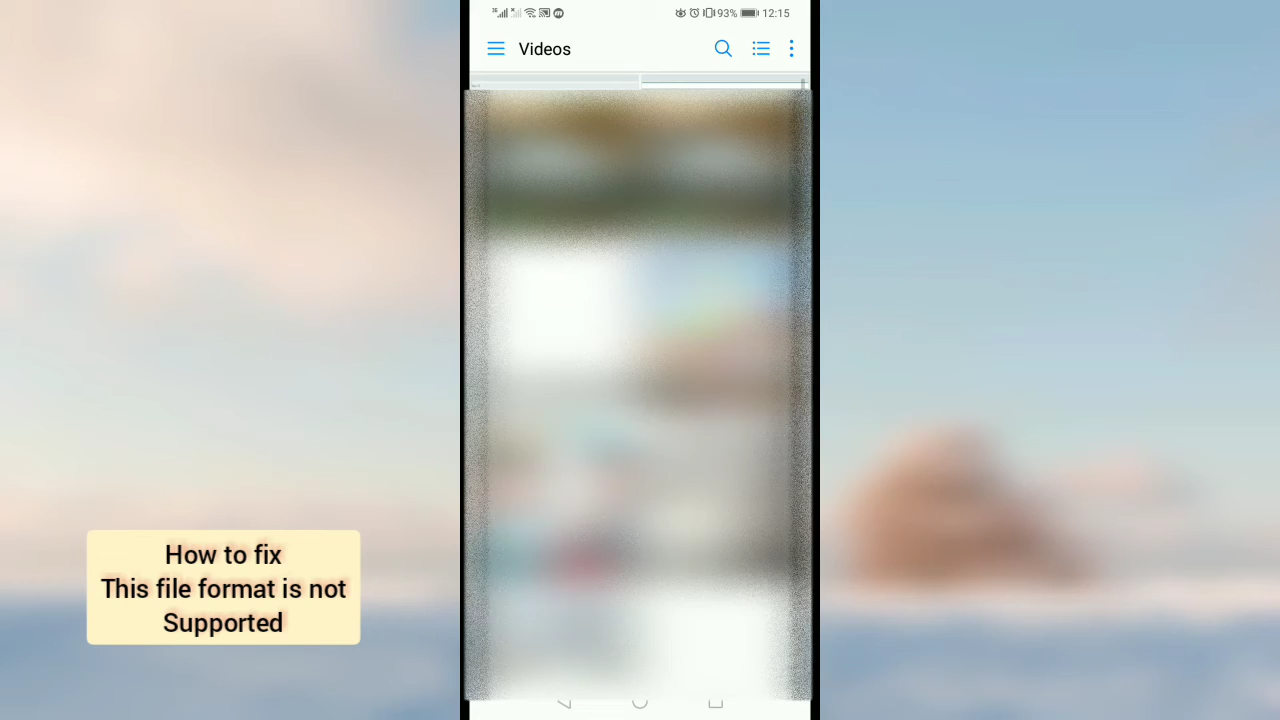 93% 12:15
Videos
How to fix
This file format is not
Supported